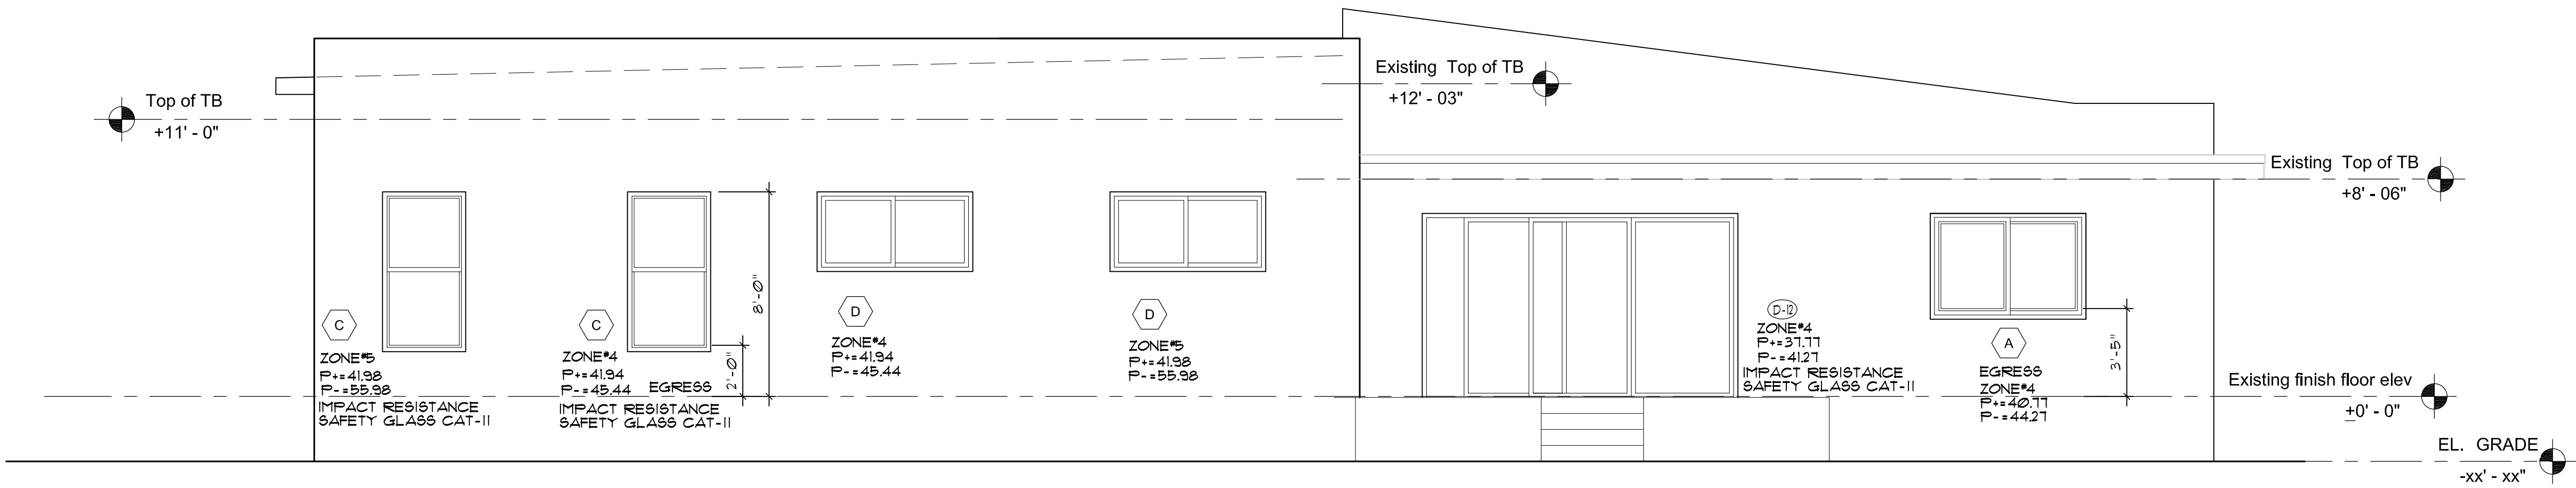 Top of TB
+11' - 0"
Existing Top of TB
+12' - 03"
Existing Top of TB
+8' - 06"
C
ZONE#5
P+=41.98
P-=55.98
IMPACT RESISTANCE
SAFETY GLASS CAT-II
C
ZONE#4
P+=41.94
P-=45.44
EGRESS
IMPACT RESISTANCE
SAFETY GLASS CAT-II
2'-0"
8'-0"
D
ZONE#4
P+=41.94
P-=45.44
D
ZONE#5
P+=41.98
P-=55.98
D-12
ZONE#4
P+=37.77
P-=41.27
IMPACT RESISTANCE
SAFETY GLASS CAT-II
A
EGRESS
ZONE#4
P+=40.77
P-=44.27
3'-5"
Existing finish floor elev
+0' - 0"
EL. GRADE
-xx' - xx"